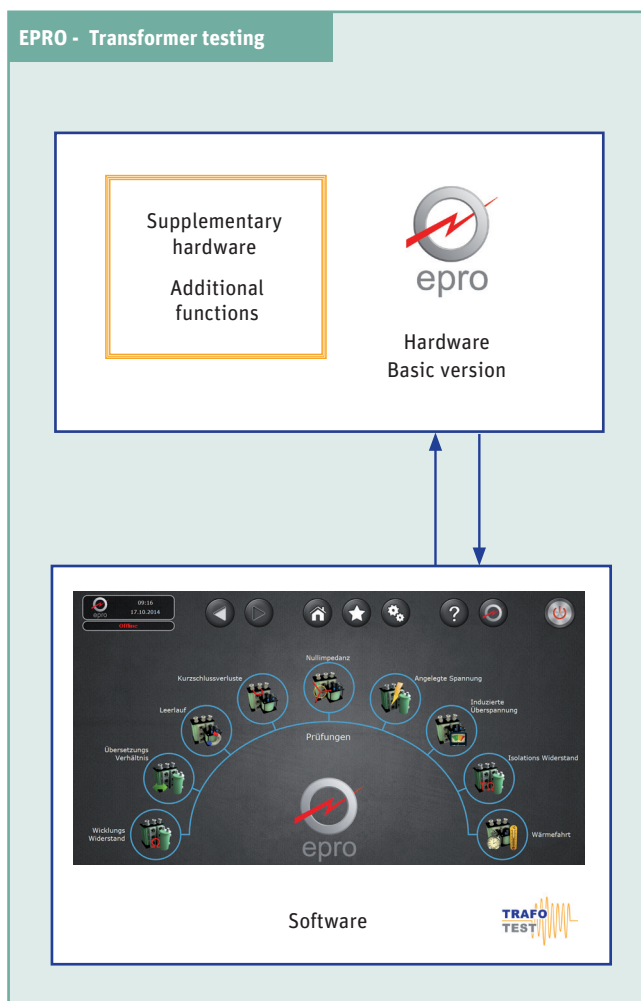 EPRO - Transformer testing
Supplementary
hardware
Additional
functions
epro
Hardware
Basic version
epro
09:16
17.10.2014
Offline
?
Nullimpedanz
Kurzschlussverluste
Angelegte Spannung
Leerlauf
Induzierte
Überspannung
Prüfungen
Übersetzungs
Verhältnis
Isolations Widerstand
Wicklungs
Widerstand
Wärmefahrt
epro
Software
TRAFO
TEST